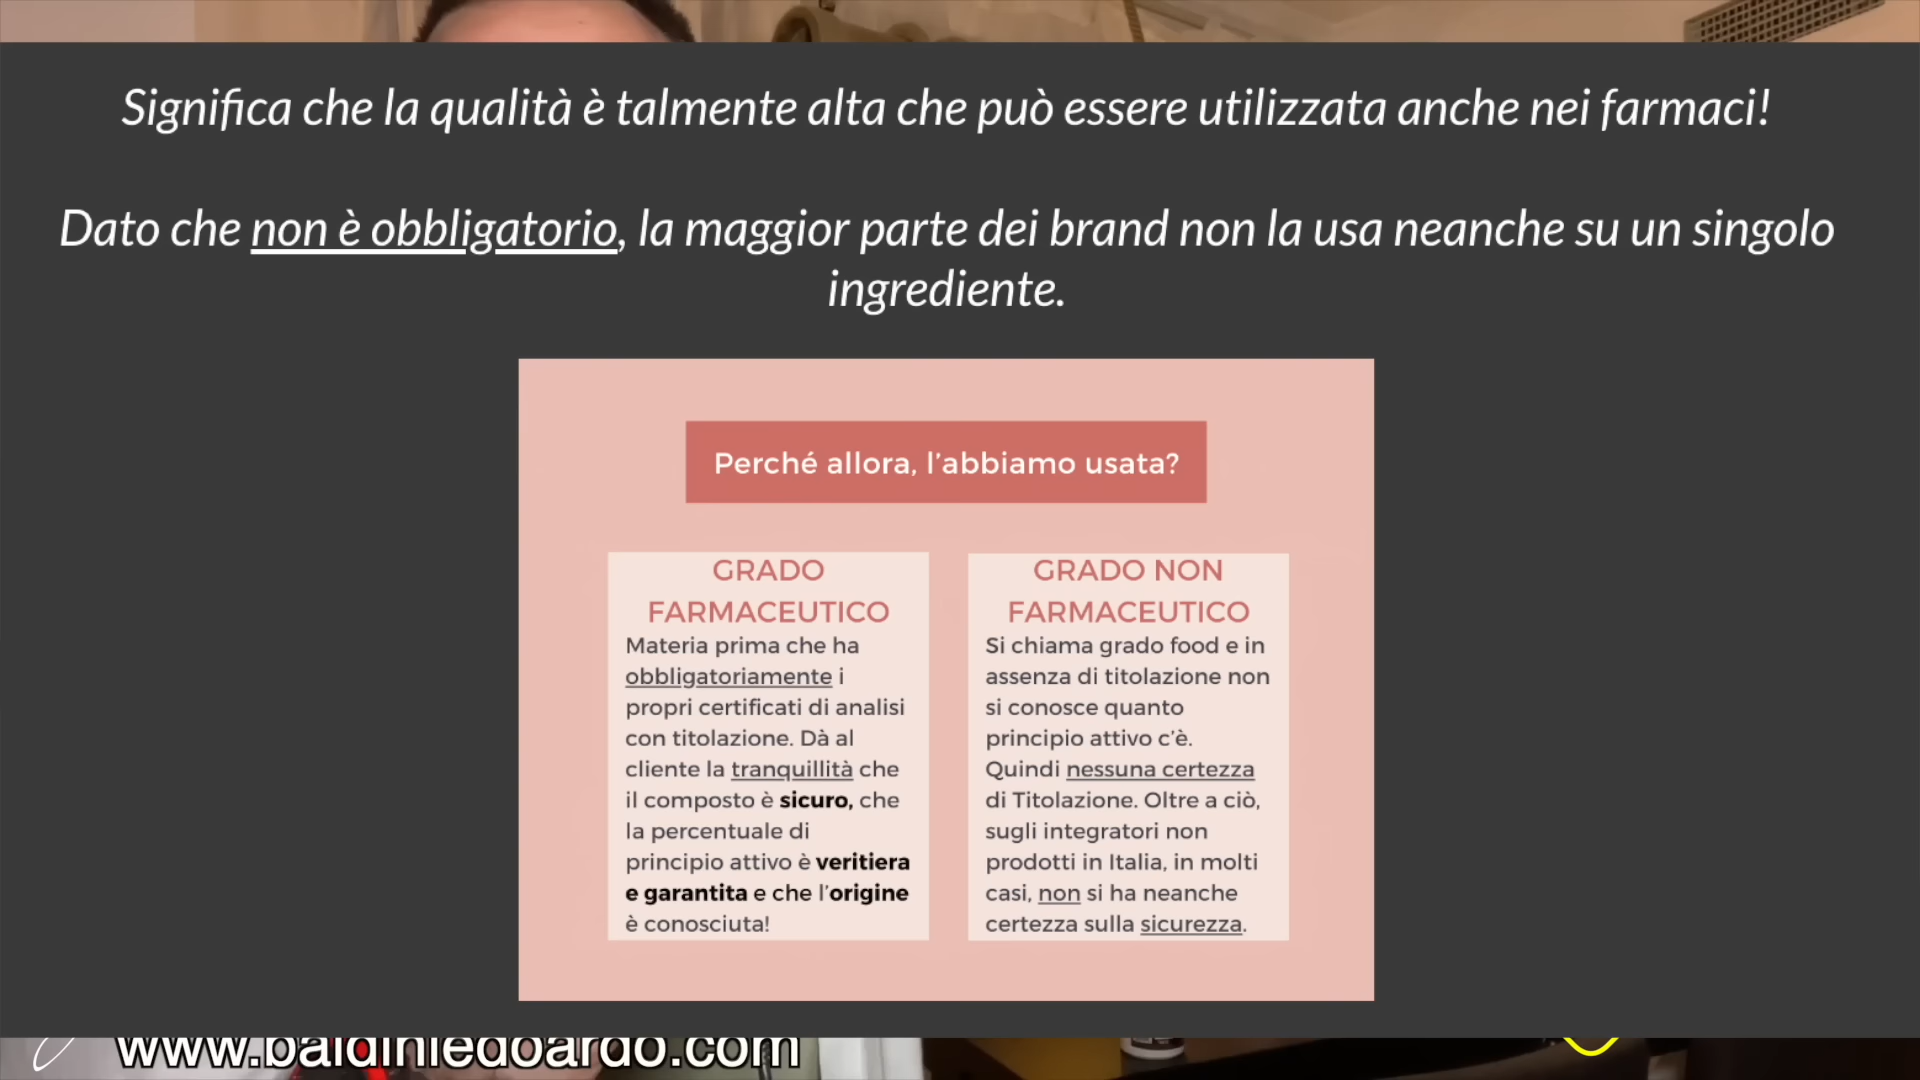 Significa che la qualità è talmente alta che può essere utilizzata anche nei farmaci!
Dato che non è obbligatorio, la maggior parte dei brand non la usa neanche su un singolo
ingrediente.
Perché allora, l'abbiamo usata?
GRADO
FARMACEUTICO
Materia prima che ha
obbligatoriamente i
propri certificati di analisi
con titolazione. Dà al
cliente la tranquillità che
il composto è sicuro, che
la percentuale di
principio attivo è veritiera
e garantita e che l'origine
è conosciuta!
GRADO NON
FARMACEUTICO
Si chiama grado food e in
assenza di titolazione non
si conosce quanto
principio attivo c'è.
Quindi nessuna certezza
di Titolazione. Oltre a ciò,
sugli integratori non
prodotti in Italia, in molti
casi, non si ha neanche
certezza sulla sicurezza.
www.baldiniedoardo.com